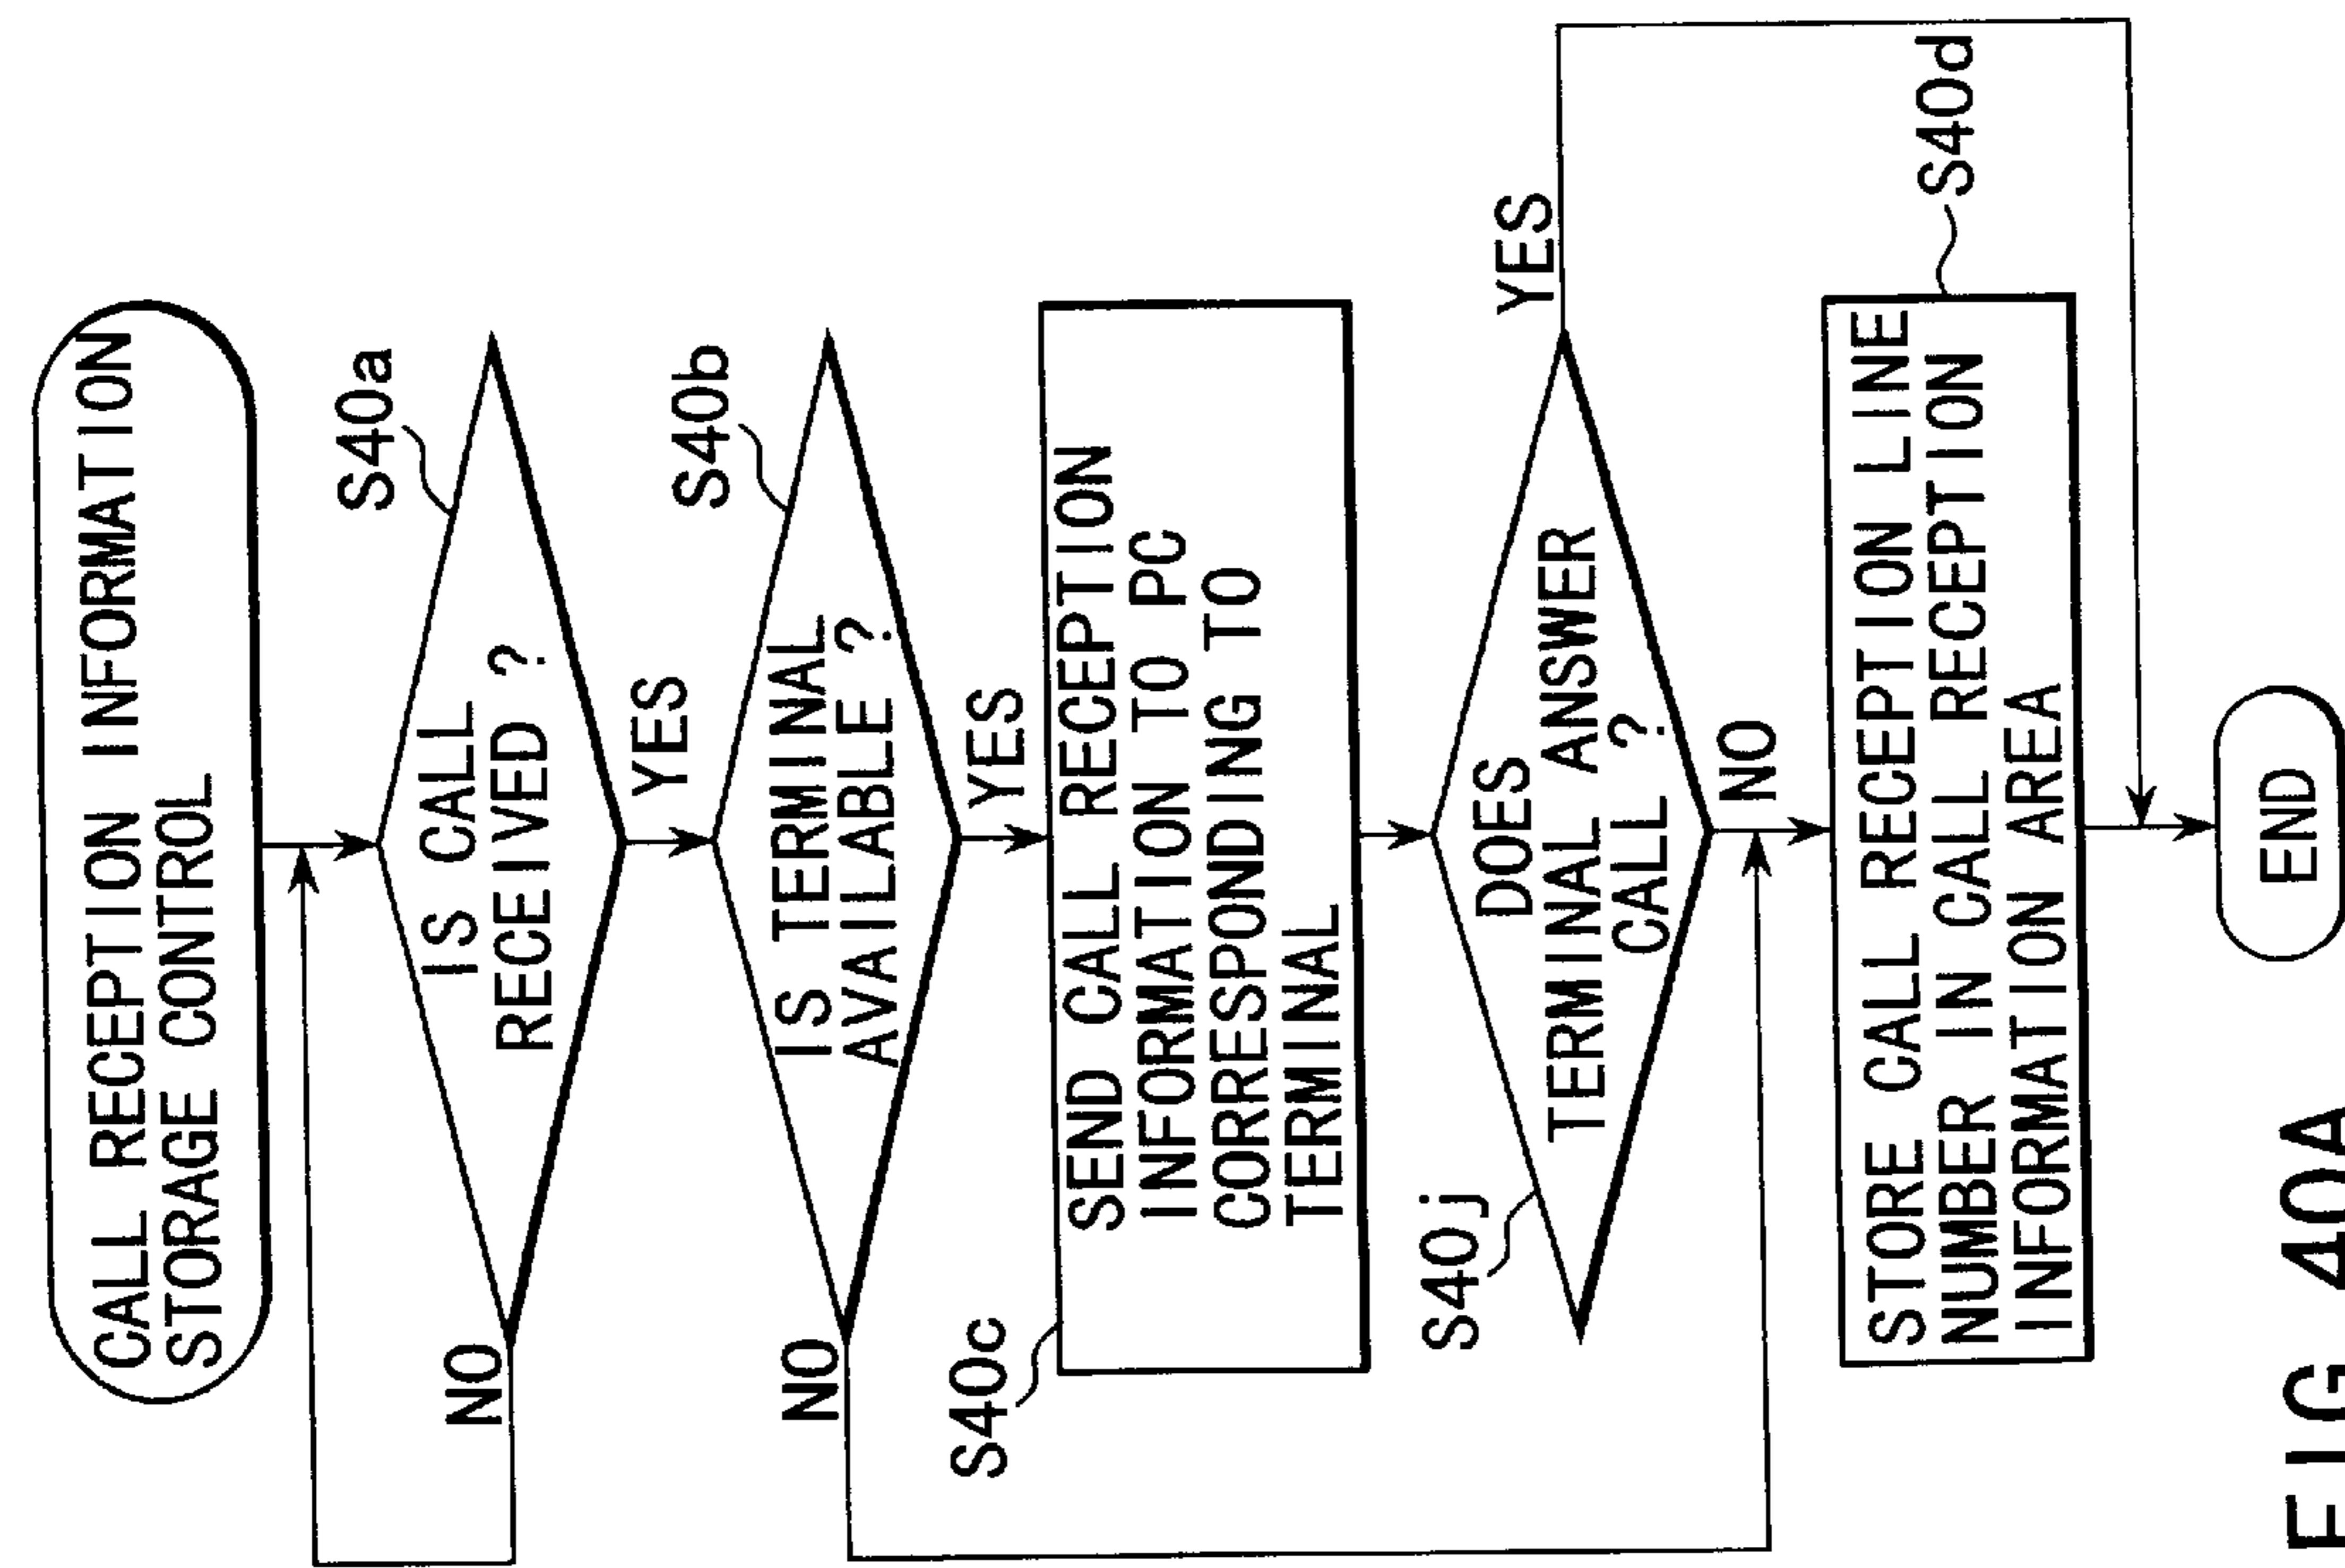 CALL RECEPTION INFORMATION
STORAGE CONTROL
S40a
IS CALL
RECEIVED ?
NO
YES
S40b
IS TERMINAL
AVAILABLE ?
NO
YES
S40c
SEND CALL RECEPTION
INFORMATION TO PC
CORRESPONDING TO
TERMINAL
S40j
DOES
TERMINAL ANSWER
CALL ?
YES
NO
STORE CALL RECEPTION LINE
NUMBER IN CALL RECEPTION
INFORMATION AREA
S40d
END
FIG. 40A